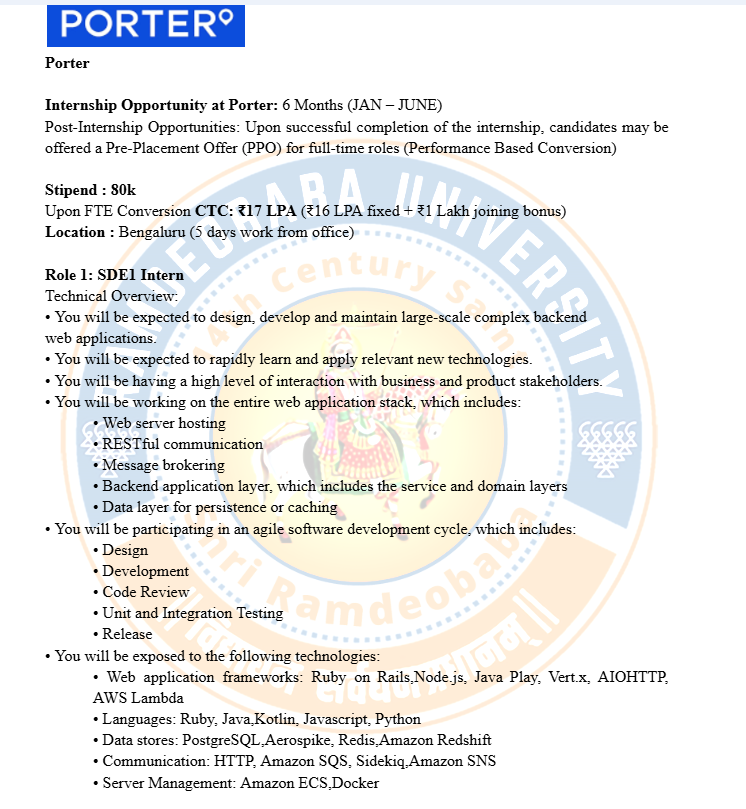 PORTER
Porter
Internship Opportunity at Porter: 6 Months (JAN – JUNE)
Post-Internship Opportunities: Upon successful completion of the internship, candidates may be
offered a Pre-Placement Offer (PPO) for full-time roles (Performance Based Conversion)
Stipend : 80k
Upon FTE Conversion CTC: ₹17 LPA (₹16 LPA fixed + ₹1 Lakh joining bonus)
Location : Bengaluru (5 days work from office)
Role 1: SDE1 Intern
Technical Overview:
• You will be expected to design, develop and maintain large-scale complex backend
web applications.
• You will be expected to rapidly learn and apply relevant new technologies.
• You will be having a high level of interaction with business and product stakeholders.
• You will be working on the entire web application stack, which includes:
• Web server hosting
• RESTful communication
• Message brokering
• Backend application layer, which includes the service and domain layers
• Data layer for persistence or caching
• You will be participating in an agile software development cycle, which includes:
• Design
• Development
• Code Review
• Unit and Integration Testing
• Release
• You will be exposed to the following technologies:
• Web application frameworks: Ruby on Rails,Node.js, Java Play, Vert.x, AIOHTTP,
AWS Lambda
• Languages: Ruby, Java,Kotlin, Javascript, Python
• Data stores: PostgreSQL,Aerospike, Redis,Amazon Redshift
• Communication: HTTP, Amazon SQS, Sidekiq,Amazon SNS
• Server Management: Amazon ECS,Docker
RAMDEOBABA UNIVERSITY
14th Century Saint
Shri Ramdeobaba